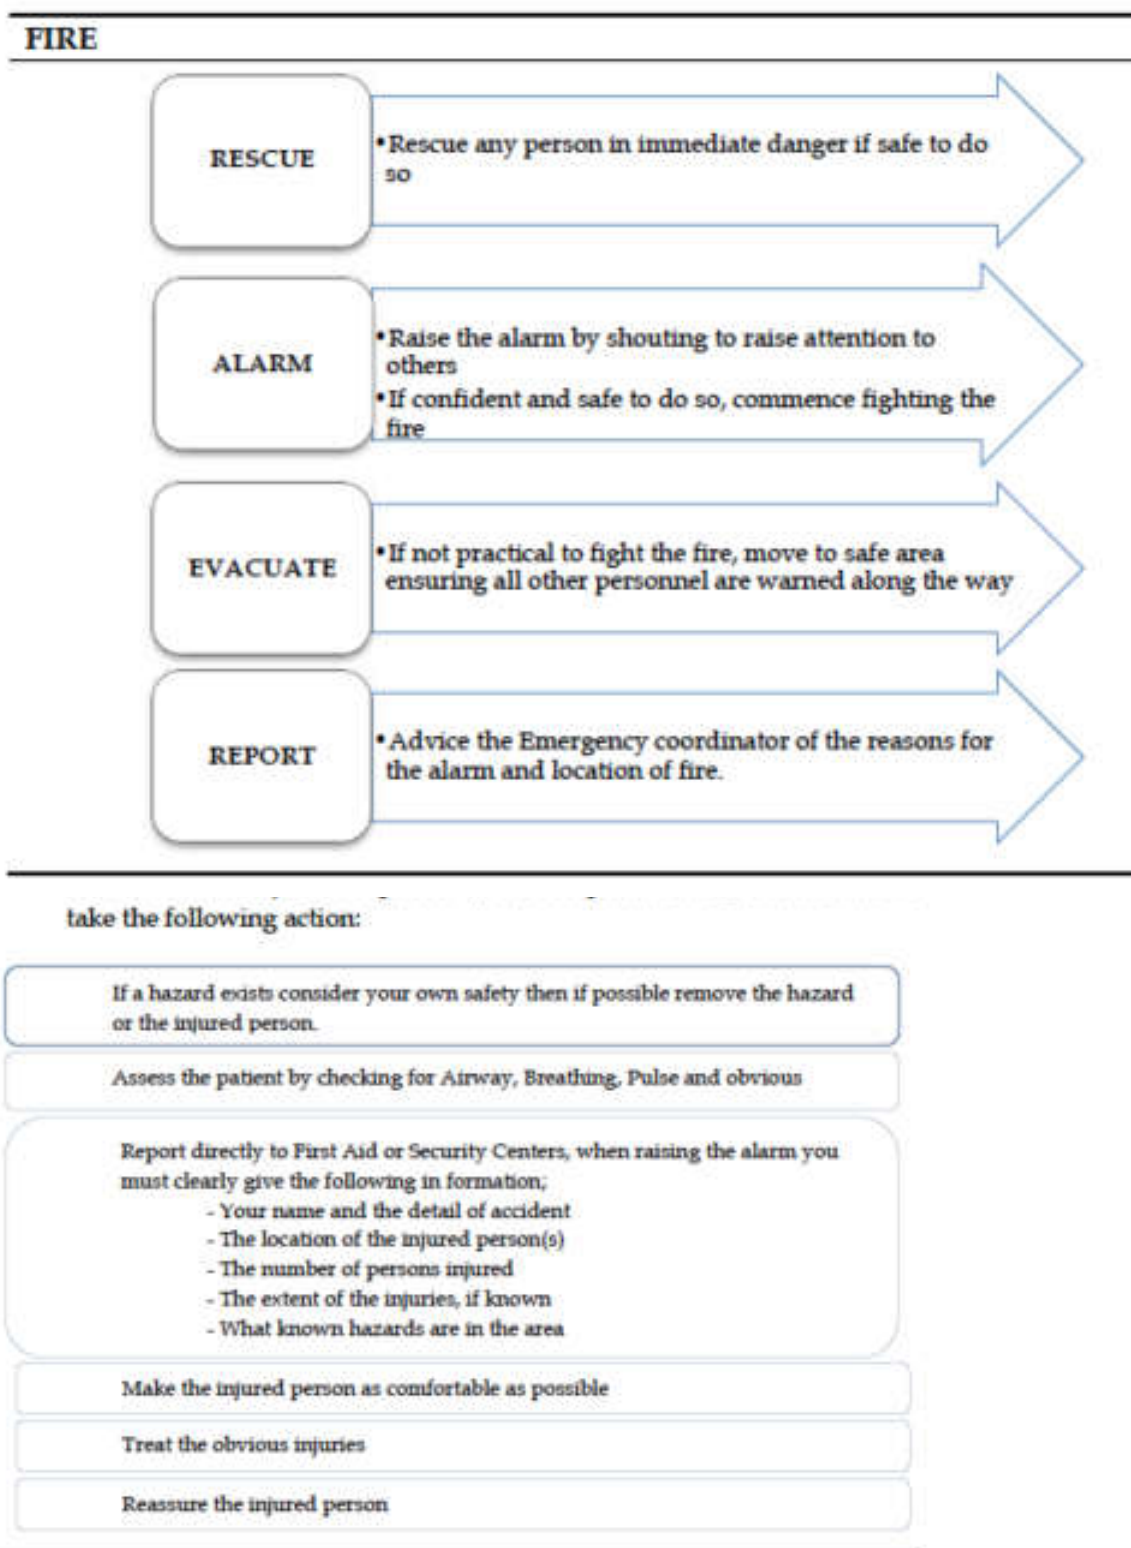 FIRE
RESCUE
•Rescue any person in immediate danger if safe to do
so
ALARM
•Raise the alarm by shouting to raise attention to
others
•If confident and safe to do so, commence fighting the
fire
EVACUATE
•If not practical to fight the fire, move to safe area
ensuring all other personnel are warned along the way
REPORT
•Advice the Emergency coordinator of the reasons for
the alarm and location of fire.
take the following action:
If a hazard exists consider your own safety then if possible remove the hazard
or the injured person.
Assess the patient by checking for Airway, Breathing, Pulse and obvious
Report directly to First Aid or Security Centers, when raising the alarm you
must clearly give the following in formation;
- Your name and the detail of accident
- The location of the injured person(s)
- The number of persons injured
- The extent of the injuries, if known
- What known hazards are in the area
Make the injured person as comfortable as possible
Treat the obvious injuries
Reassure the injured person